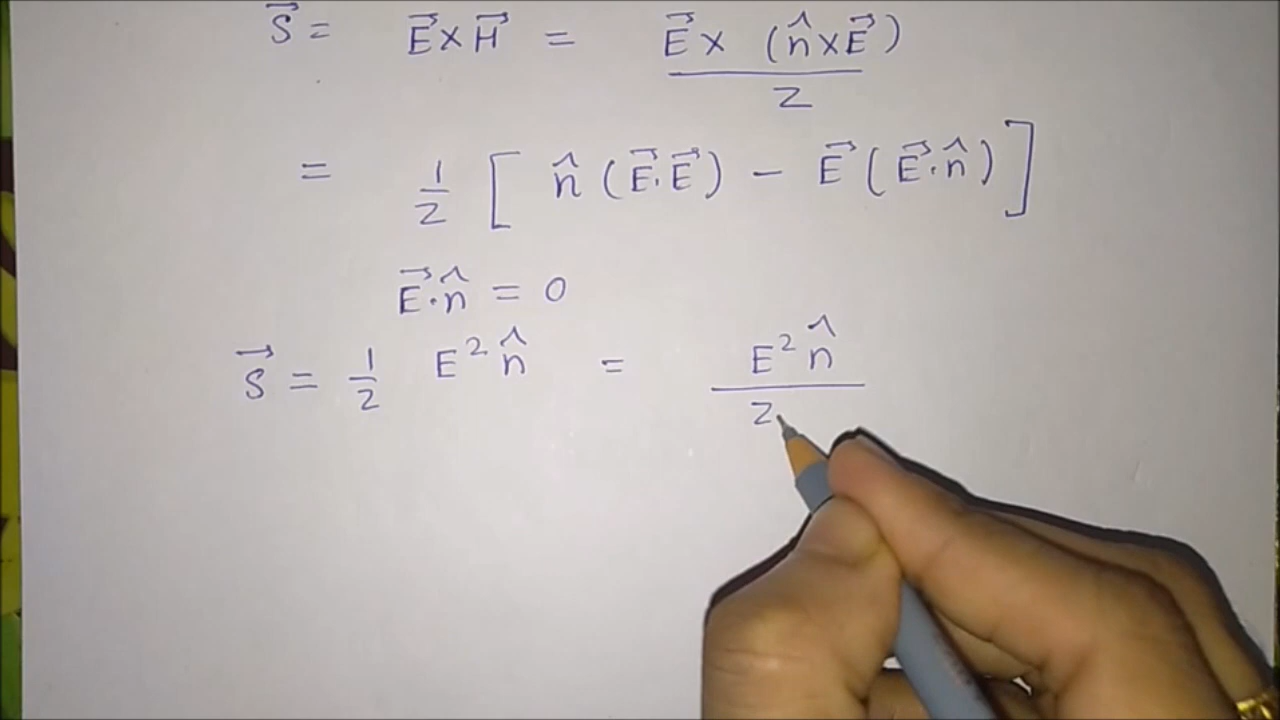 S⃗ = E⃗ × H⃗ = E⃗ × (n̂ × E⃗) / Z
= 1/Z [ n̂ (E⃗.E⃗) − E⃗ (E⃗.n̂) ]
E⃗.n̂ = 0
S⃗ = 1/Z E² n̂ = E² n̂ / Z